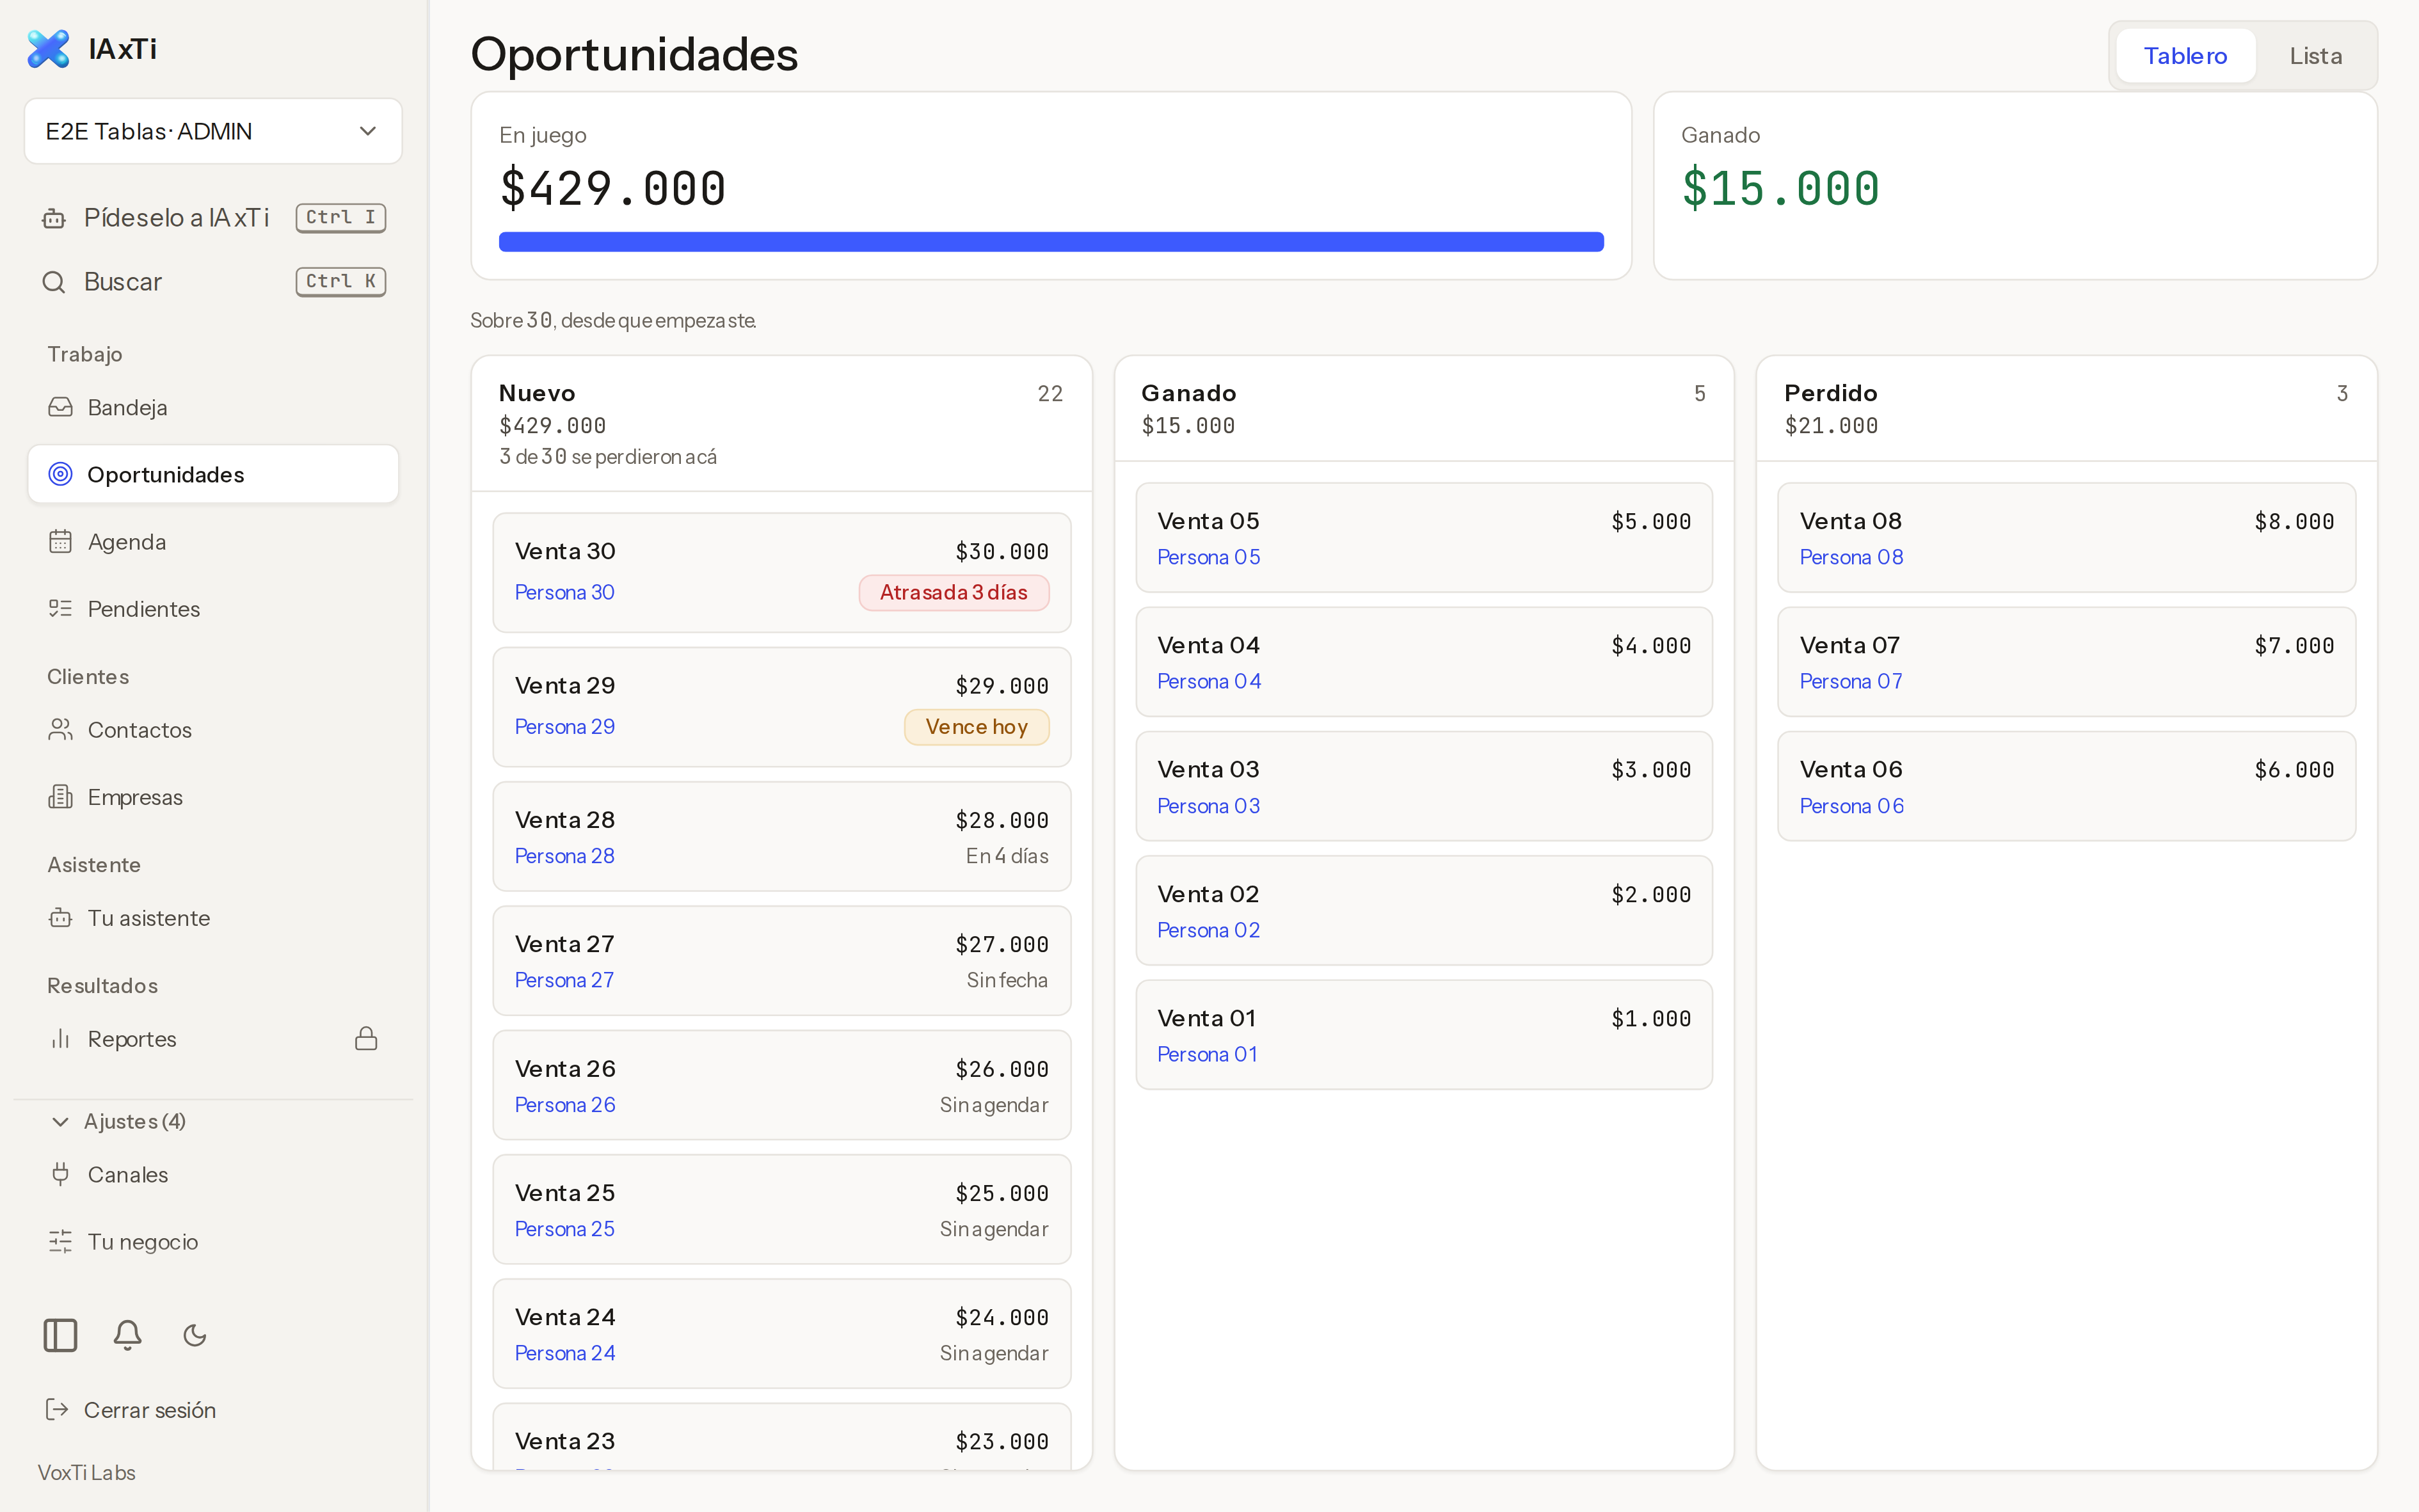 IAxTi
E2E Tablas · ADMIN
Pídeselo a IAxTi Ctrl I
Buscar Ctrl K
Trabajo
Bandeja
Oportunidades
Agenda
Pendientes
Clientes
Contactos
Empresas
Asistente
Tu asistente
Resultados
Reportes
Ajustes (4)
Canales
Tu negocio
Cerrar sesión
VoxTi Labs
Oportunidades
Tablero Lista
En juego
$429.000
Ganado
$15.000
Sobre 30, desde que empezaste.
Nuevo 22
$429.000
3 de 30 se perdieron acá
Venta 30 $30.000
Persona 30 Atrasada 3 días
Venta 29 $29.000
Persona 29 Vence hoy
Venta 28 $28.000
Persona 28 En 4 días
Venta 27 $27.000
Persona 27 Sin fecha
Venta 26 $26.000
Persona 26 Sin agendar
Venta 25 $25.000
Persona 25 Sin agendar
Venta 24 $24.000
Persona 24 Sin agendar
Venta 23 $23.000
Ganado 5
$15.000
Venta 05 $5.000
Persona 05
Venta 04 $4.000
Persona 04
Venta 03 $3.000
Persona 03
Venta 02 $2.000
Persona 02
Venta 01 $1.000
Persona 01
Perdido 3
$21.000
Venta 08 $8.000
Persona 08
Venta 07 $7.000
Persona 07
Venta 06 $6.000
Persona 06